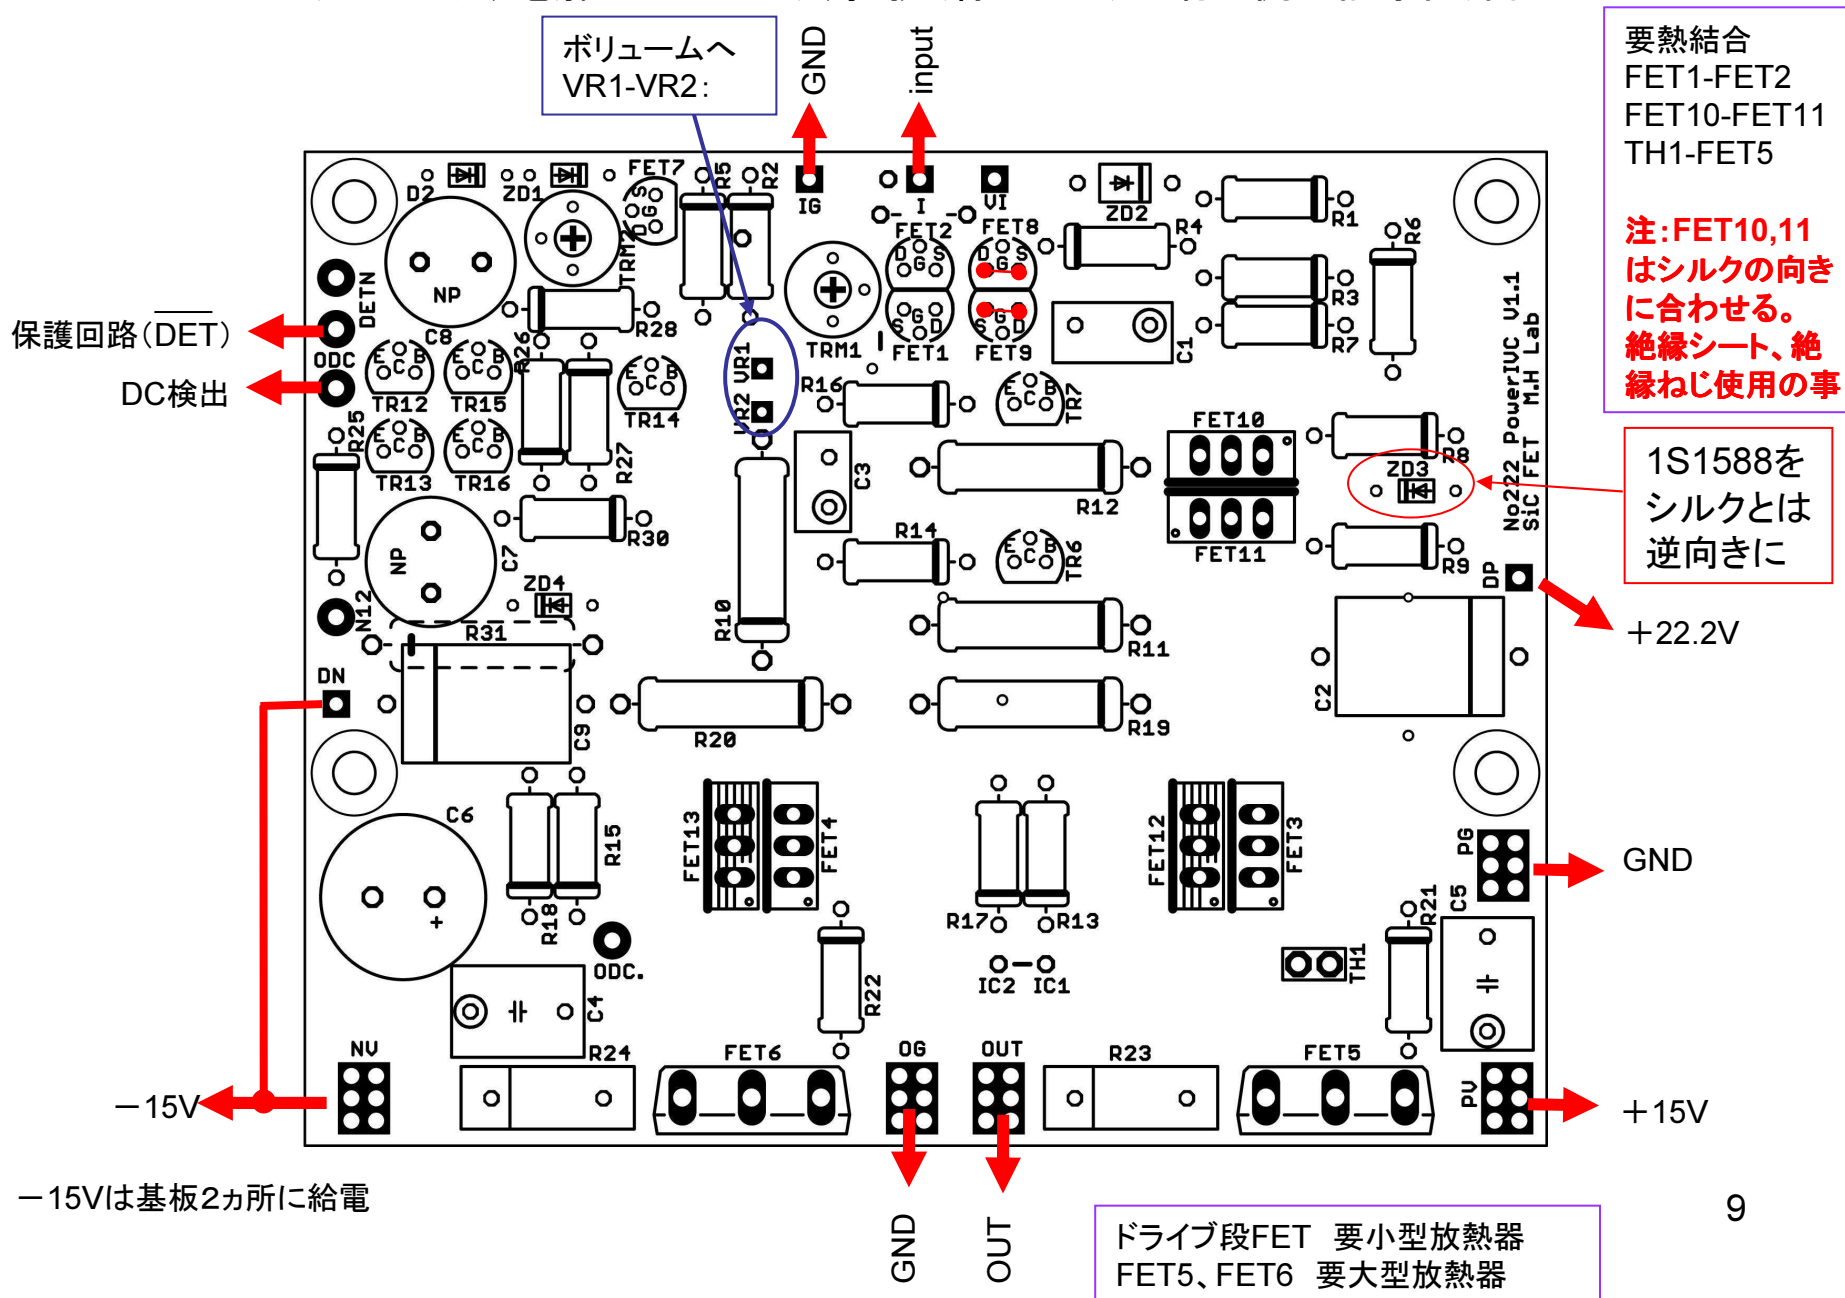 ボリュームへ
VR1-VR2：
GND
input
要熱結合
FET1-FET2
FET10-FET11
TH1-FET5
注：FET10,11
はシルクの向き
に合わせる。
絶縁シート、絶
縁ねじ使用の事
1S1588を
シルクとは
逆向きに
保護回路（DET）
DC検出
D2
ZD1
FET7
R5
R2
IG
I
VI
ZD2
R1
R4
R6
FET2
FET8
D G S
D G S
D G S
S G D
S G D
FET1
FET9
TRM2
TRM1
NP
C8
DETN
ODC
R28
R26
R3
R7
C1
VR1
VR2
R16
TR7
E C B
TR12
E C B
TR15
E C B
TR14
E C B
TR13
E C B
TR16
E C B
R25
R27
R30
C3
R12
R14
TR6
E C B
FET10
FET11
R8
ZD3
R9
No222 PowerIVC V1.1
SiC FET M.H Lab
DP
+22.2V
NP
C7
ZD4
N12
R31
R10
R11
DN
C9
R20
R19
C2
C6
+
R15
R18
FET13
FET4
R17
R13
FET12
FET3
PG
GND
R21
C5
ODC.
IC2
IC1
TH1
C4
R22
NV
R24
FET6
OG
OUT
R23
FET5
PV
－15V
+15V
－15Vは基板2ヵ所に給電
GND
OUT
ドライブ段FET　要小型放熱器
FET5、FET6　要大型放熱器
9